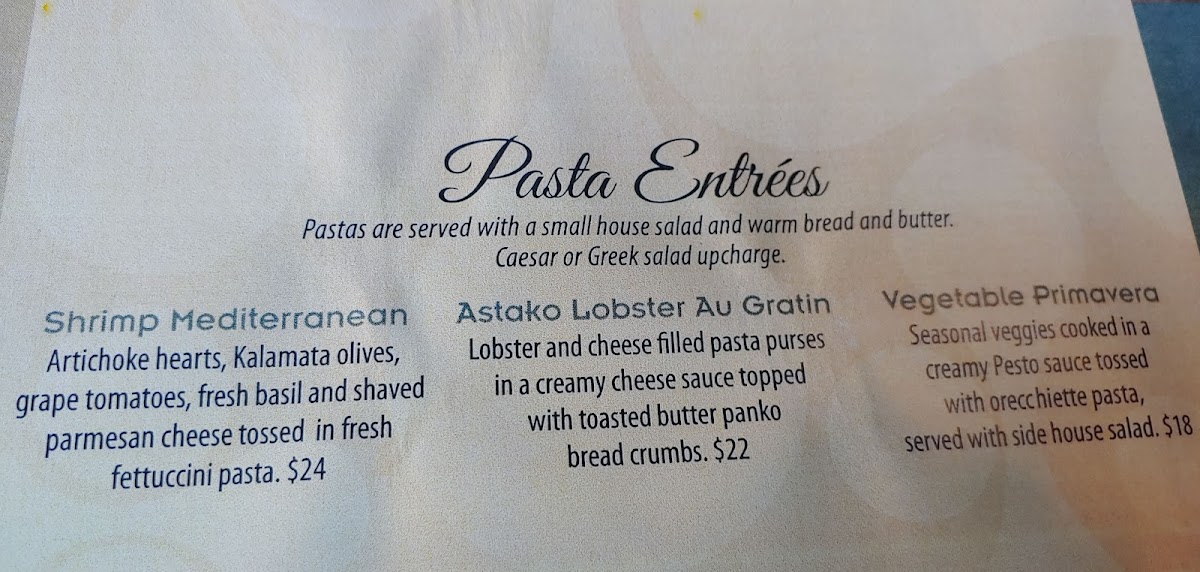 Pasta Entrées
Pastas are served with a small house salad and warm bread and butter.
Caesar or Greek salad upcharge.
Shrimp Mediterranean
Artichoke hearts, Kalamata olives,
grape tomatoes, fresh basil and shaved
parmesan cheese tossed in fresh
fettuccini pasta. $24
Astako Lobster Au Gratin
Lobster and cheese filled pasta purses
in a creamy cheese sauce topped
with toasted butter panko
bread crumbs. $22
Vegetable Primavera
Seasonal veggies cooked in a
creamy Pesto sauce tossed
with orecchiette pasta,
served with side house salad. $18